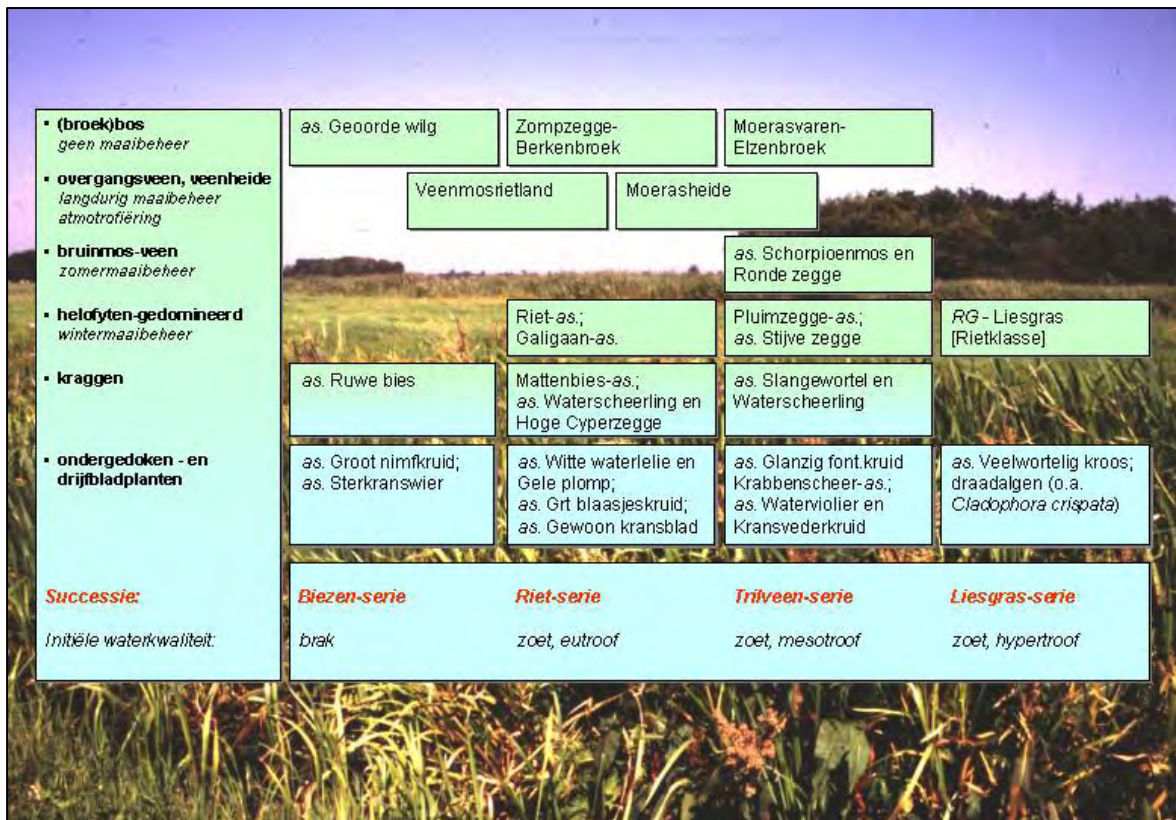 ▪ (broek)bos
geen maaibeheer
as. Geoorde wilg
Zompzegge-
Berkenbroek
Moerasvaren-
Elzenbroek
▪ overgangsveen, veenheide
langdurig maaibeheer
atmotrofiëring
Veenmosrietland
Moerasheide
▪ bruinmos-veen
zomermaaibeheer
as. Schorpioenmos en
Ronde zegge
▪ helofyten-gedomineerd
wintermaaibeheer
Riet-as.;
Galigaan-as.
Pluimzegge-as.;
as. Stijve zegge
RG - Liesgras
[Rietklasse]
▪ kraggen
as. Ruwe bies
Mattenbies-as.;
as. Waterscheerling en
Hoge Cyperzegge
as. Slangewortel en
Waterscheerling
▪ ondergedoken - en
drijfbladplanten
as. Groot nimfkruid;
as. Sterkranswier
as. Witte waterlelie en
Gele plomp;
as. Grt blaasjeskruid;
as. Gewoon kransblad
as. Glanzig font.kruid
Krabbenscheer-as.;
as. Waterviolier en
Kransvederkruid
as. Veelwortelig kroos;
draadalgen (o.a.
Cladophora crispata)
Successie:
Biezen-serie
Riet-serie
Trilveen-serie
Liesgras-serie
Initiële waterkwaliteit:
brak
zoet, eutroof
zoet, mesotroof
zoet, hypertroof